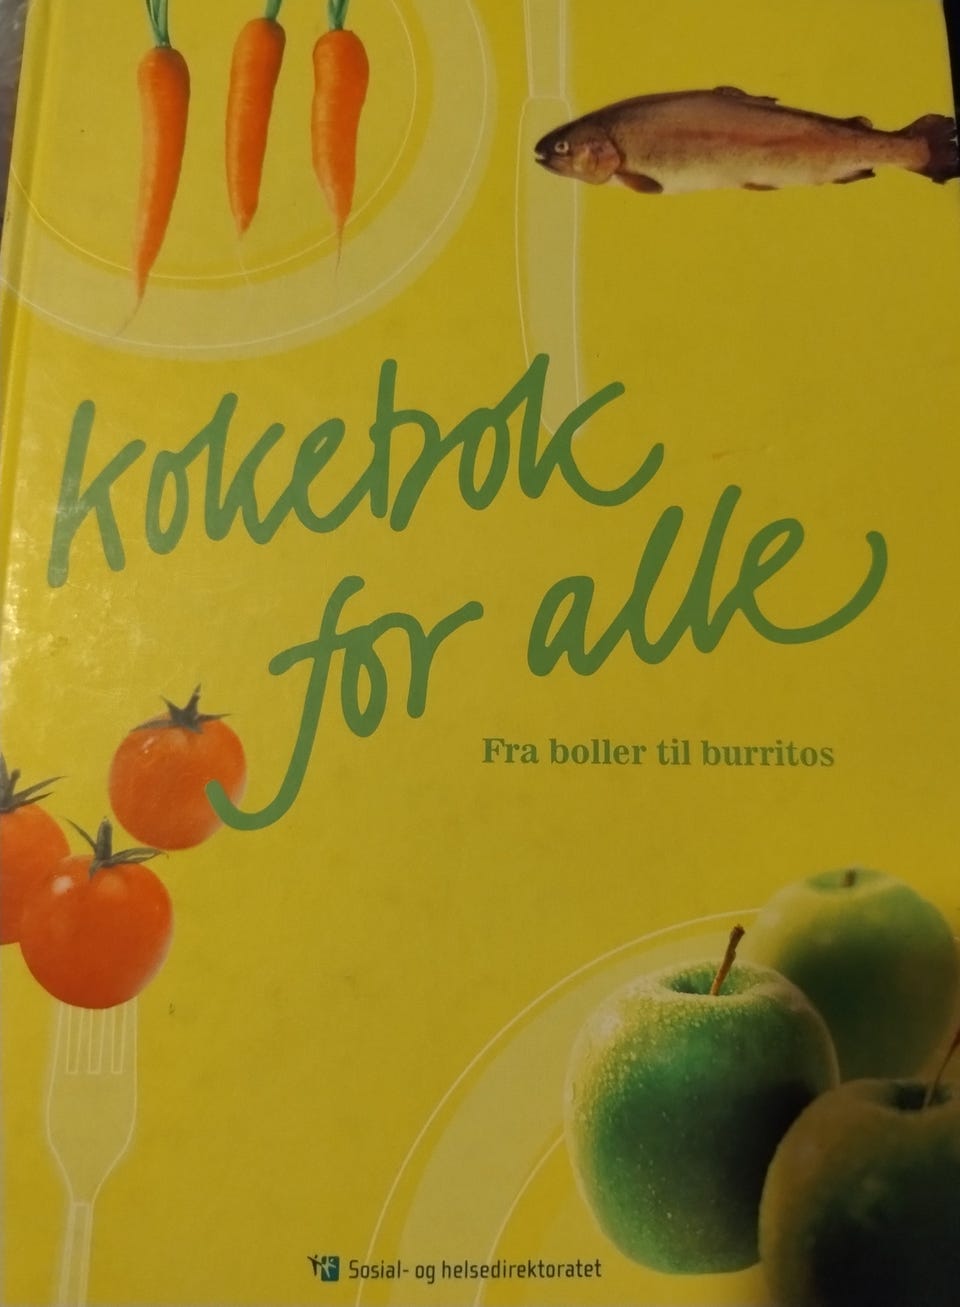 kokebok
for alle
Fra boller til burritos
Sosial- og helsedirektoratet